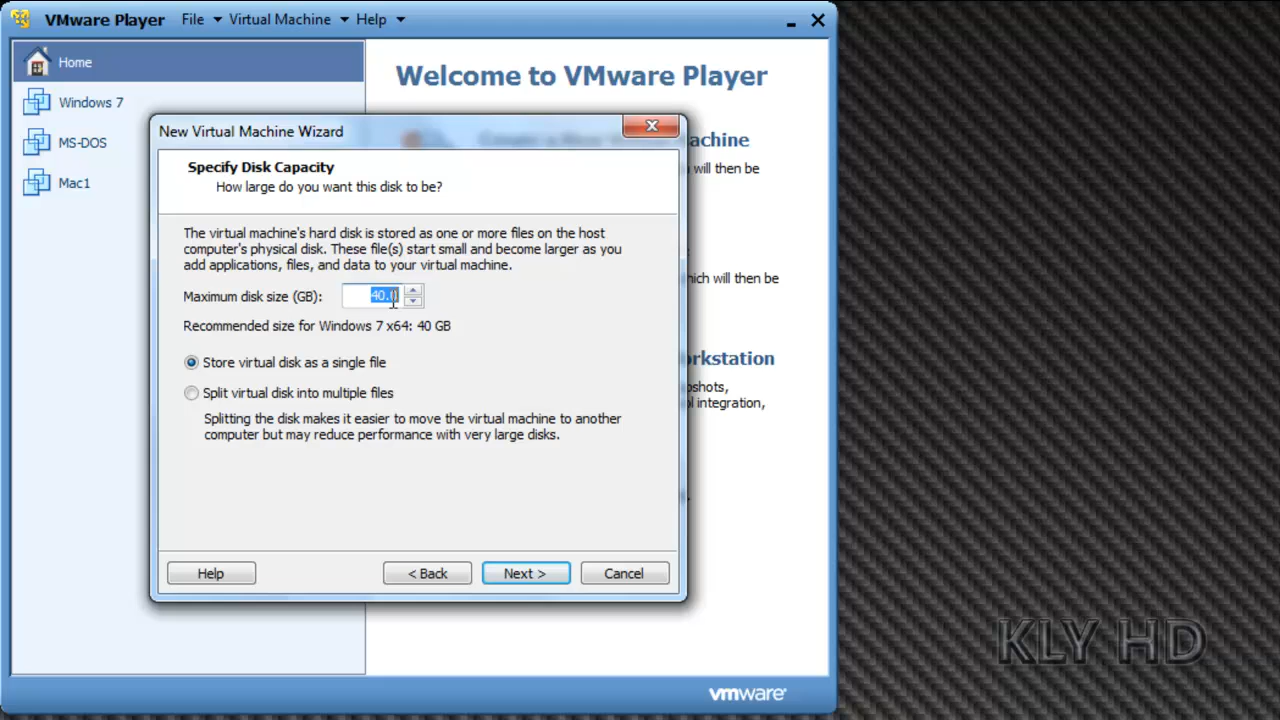 VMware Player File Virtual Machine Help
Home
Windows 7
MS-DOS
Mac1
Welcome to VMware Player
achine
will then be
hich will then be
orkstation
pshots,
ol integration,
New Virtual Machine Wizard
Specify Disk Capacity
How large do you want this disk to be?
The virtual machine's hard disk is stored as one or more files on the host
computer's physical disk. These file(s) start small and become larger as you
add applications, files, and data to your virtual machine.
Maximum disk size (GB): 40.0
Recommended size for Windows 7 x64: 40 GB
Store virtual disk as a single file
Split virtual disk into multiple files
Splitting the disk makes it easier to move the virtual machine to another
computer but may reduce performance with very large disks.
Help < Back Next > Cancel
vmware
KLY HD